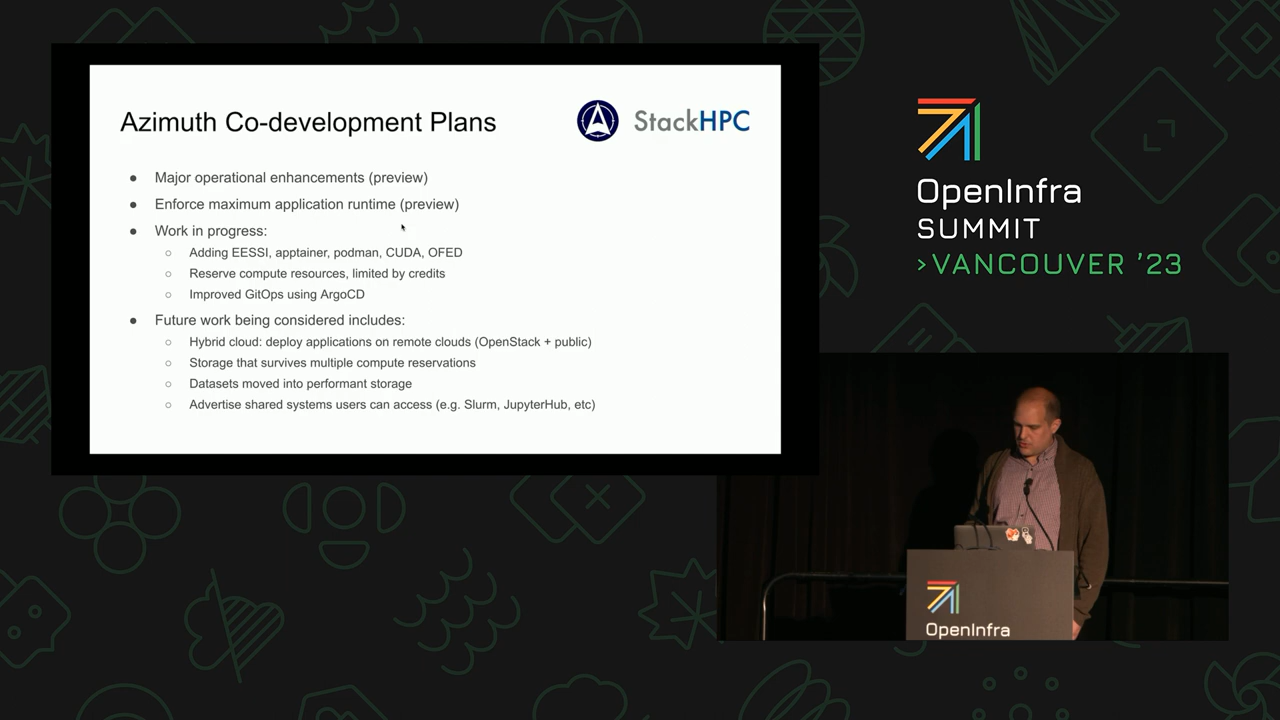 Azimuth Co-development Plans
StackHPC
● Major operational enhancements (preview)
● Enforce maximum application runtime (preview)
● Work in progress:
○ Adding EESSI, apptainer, podman, CUDA, OFED
○ Reserve compute resources, limited by credits
○ Improved GitOps using ArgoCD
● Future work being considered includes:
○ Hybrid cloud: deploy applications on remote clouds (OpenStack + public)
○ Storage that survives multiple compute reservations
○ Datasets moved into performant storage
○ Advertise shared systems users can access (e.g. Slurm, JupyterHub, etc)
OpenInfra
SUMMIT
>VANCOUVER '23
OpenInfra